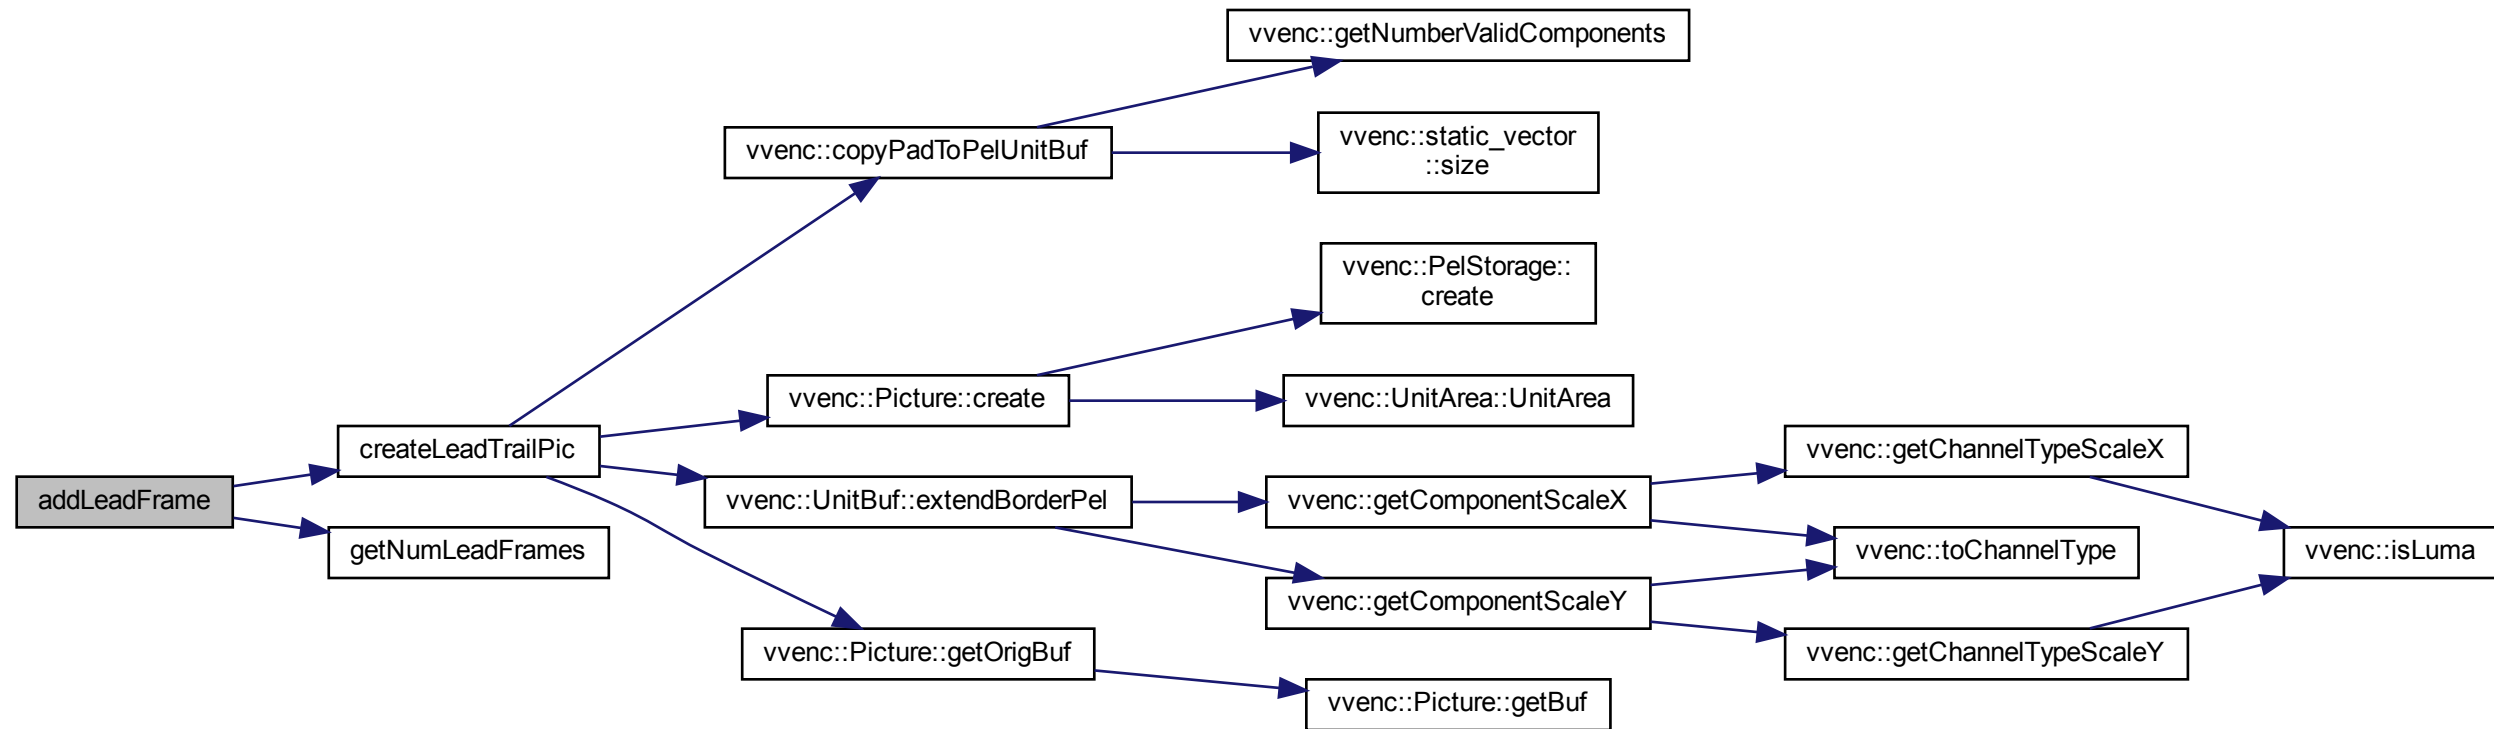 addLeadFrame
createLeadTrailPic
getNumLeadFrames
vvenc::copyPadToPelUnitBuf
vvenc::Picture::create
vvenc::UnitBuf::extendBorderPel
vvenc::Picture::getOrigBuf
vvenc::getNumberValidComponents
vvenc::static_vector
::size
vvenc::PelStorage::
create
vvenc::UnitArea::UnitArea
vvenc::getComponentScaleX
vvenc::getComponentScaleY
vvenc::Picture::getBuf
vvenc::getChannelTypeScaleX
vvenc::toChannelType
vvenc::getChannelTypeScaleY
vvenc::isLuma